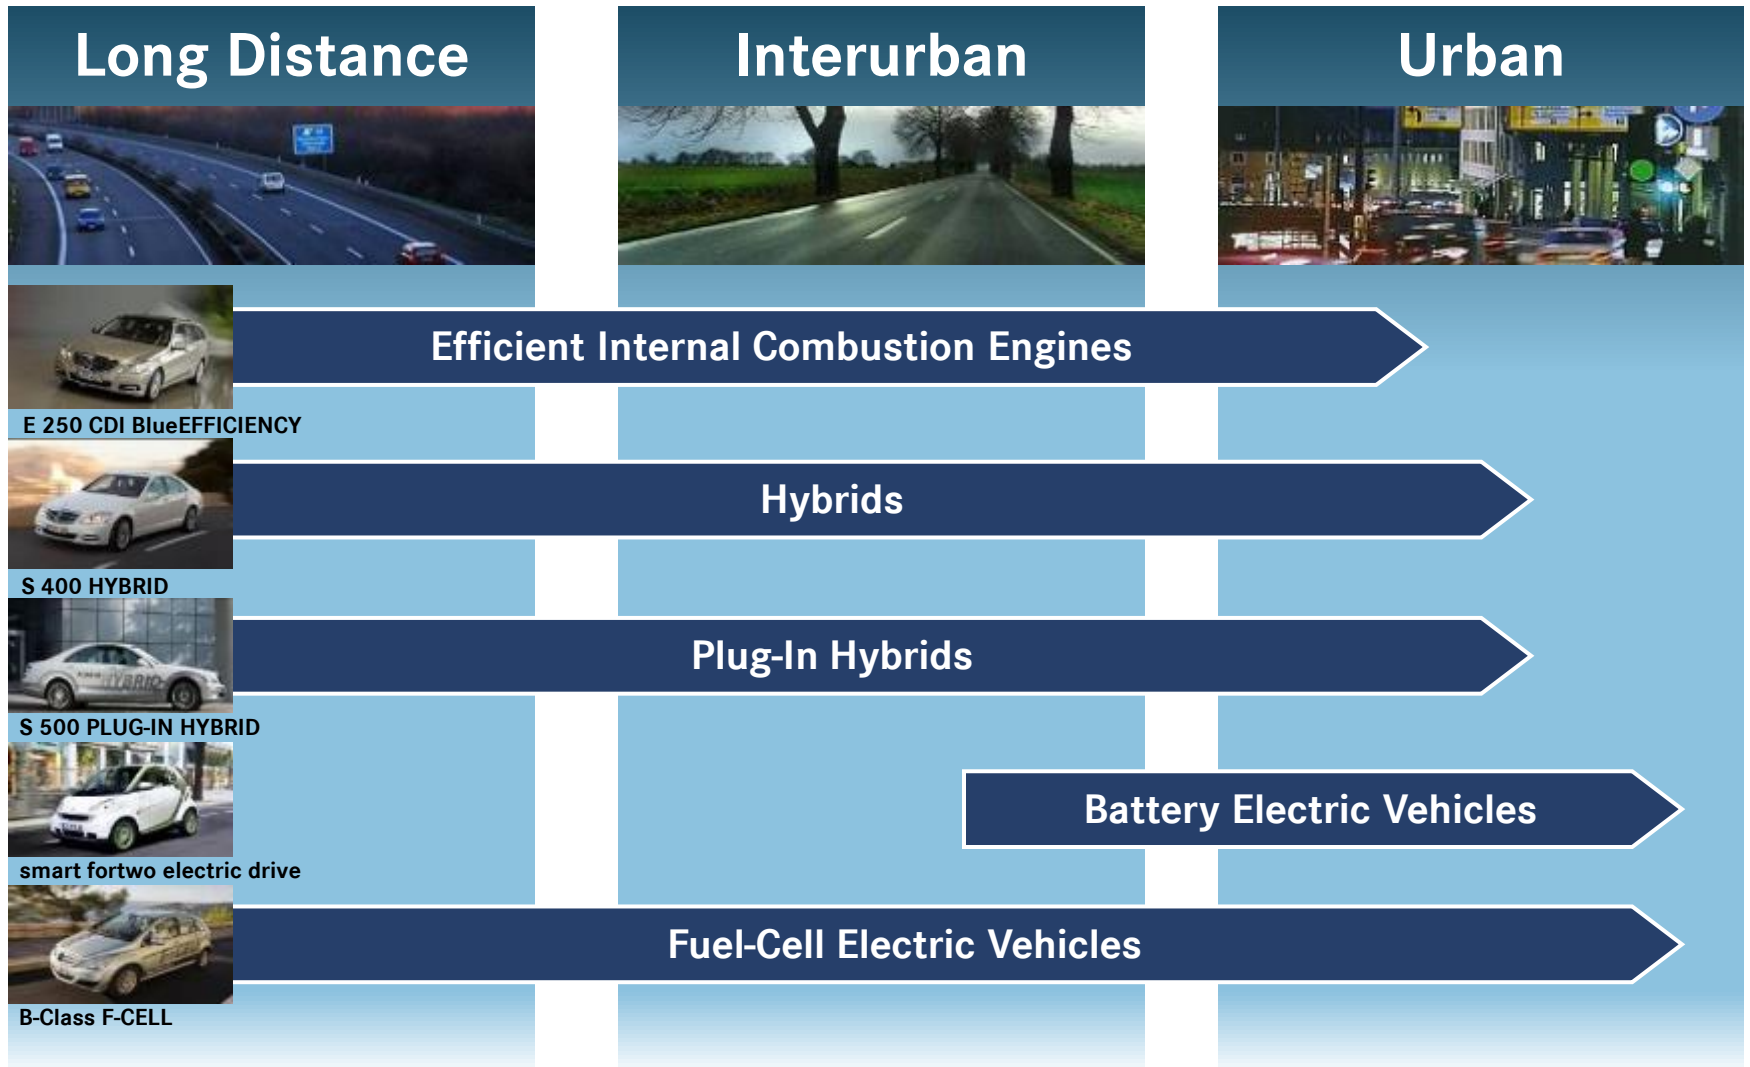 Long Distance
Interurban
Urban
Efficient Internal Combustion Engines
E 250 CDI BlueEFFICIENCY
Hybrids
S 400 HYBRID
Plug-In Hybrids
HYBRID
S 500 PLUG-IN HYBRID
Battery Electric Vehicles
smart fortwo electric drive
Fuel-Cell Electric Vehicles
B-Class F-CELL